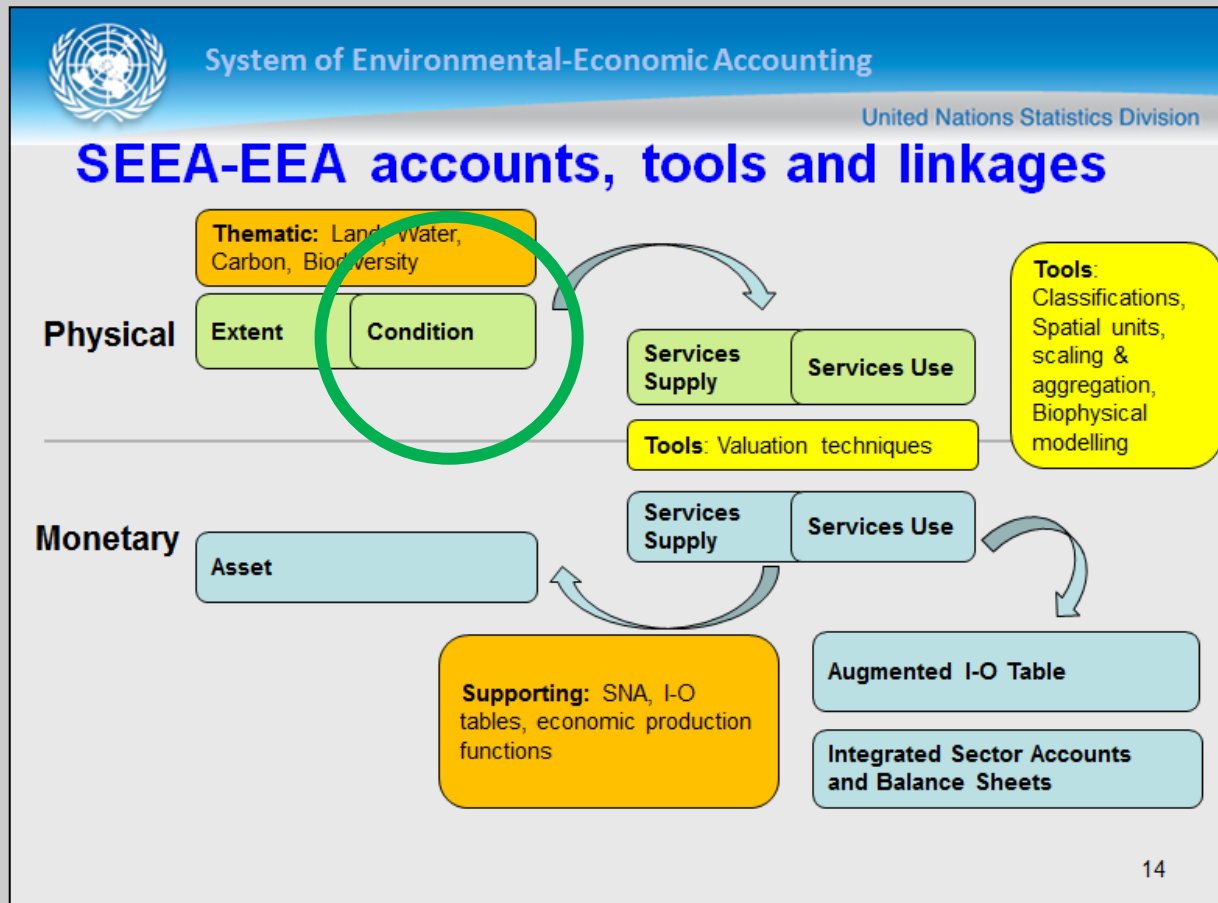 System of Environmental-Economic Accounting
United Nations Statistics Division
SEEA-EEA accounts, tools and linkages
Thematic: Land, Water,
Carbon, Biodiversity
Physical
Extent
Condition
Services
Supply
Services Use
Tools:
Classifications,
Spatial units,
scaling &
aggregation,
Biophysical
modelling
Tools: Valuation techniques
Monetary
Asset
Services
Supply
Services Use
Supporting: SNA, I-O
tables, economic production
functions
Augmented I-O Table
Integrated Sector Accounts
and Balance Sheets
14